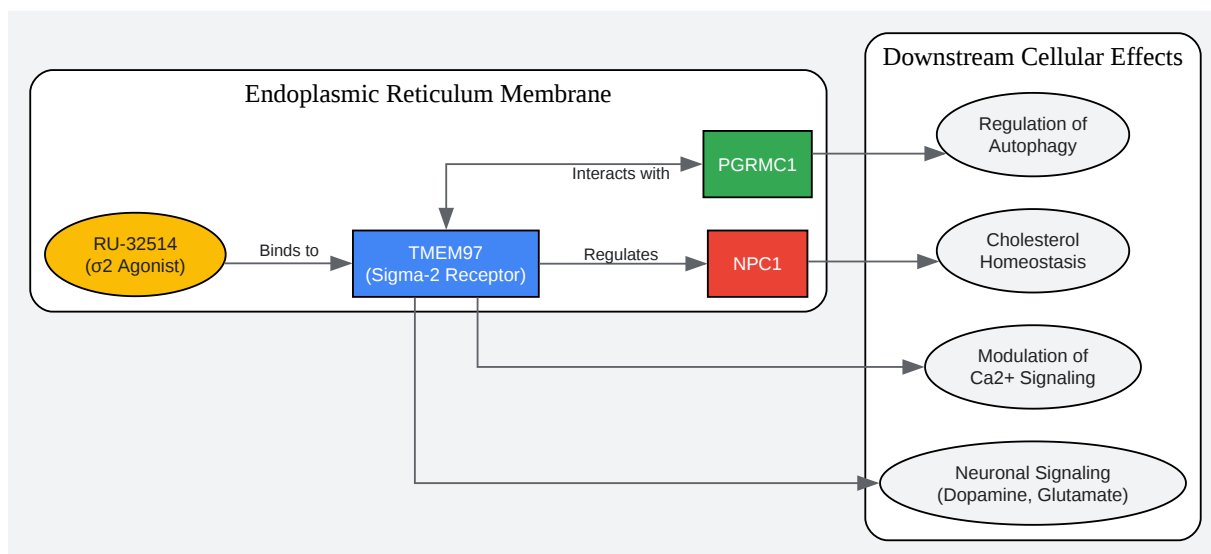 Endoplasmic Reticulum Membrane
RU-32514
(σ2 Agonist)
Binds to
TMEM97
(Sigma-2 Receptor)
Interacts with
PGRMC1
Regulates
NPC1
Downstream Cellular Effects
Regulation of
Autophagy
Cholesterol
Homeostasis
Modulation of
Ca2+ Signaling
Neuronal Signaling
(Dopamine, Glutamate)